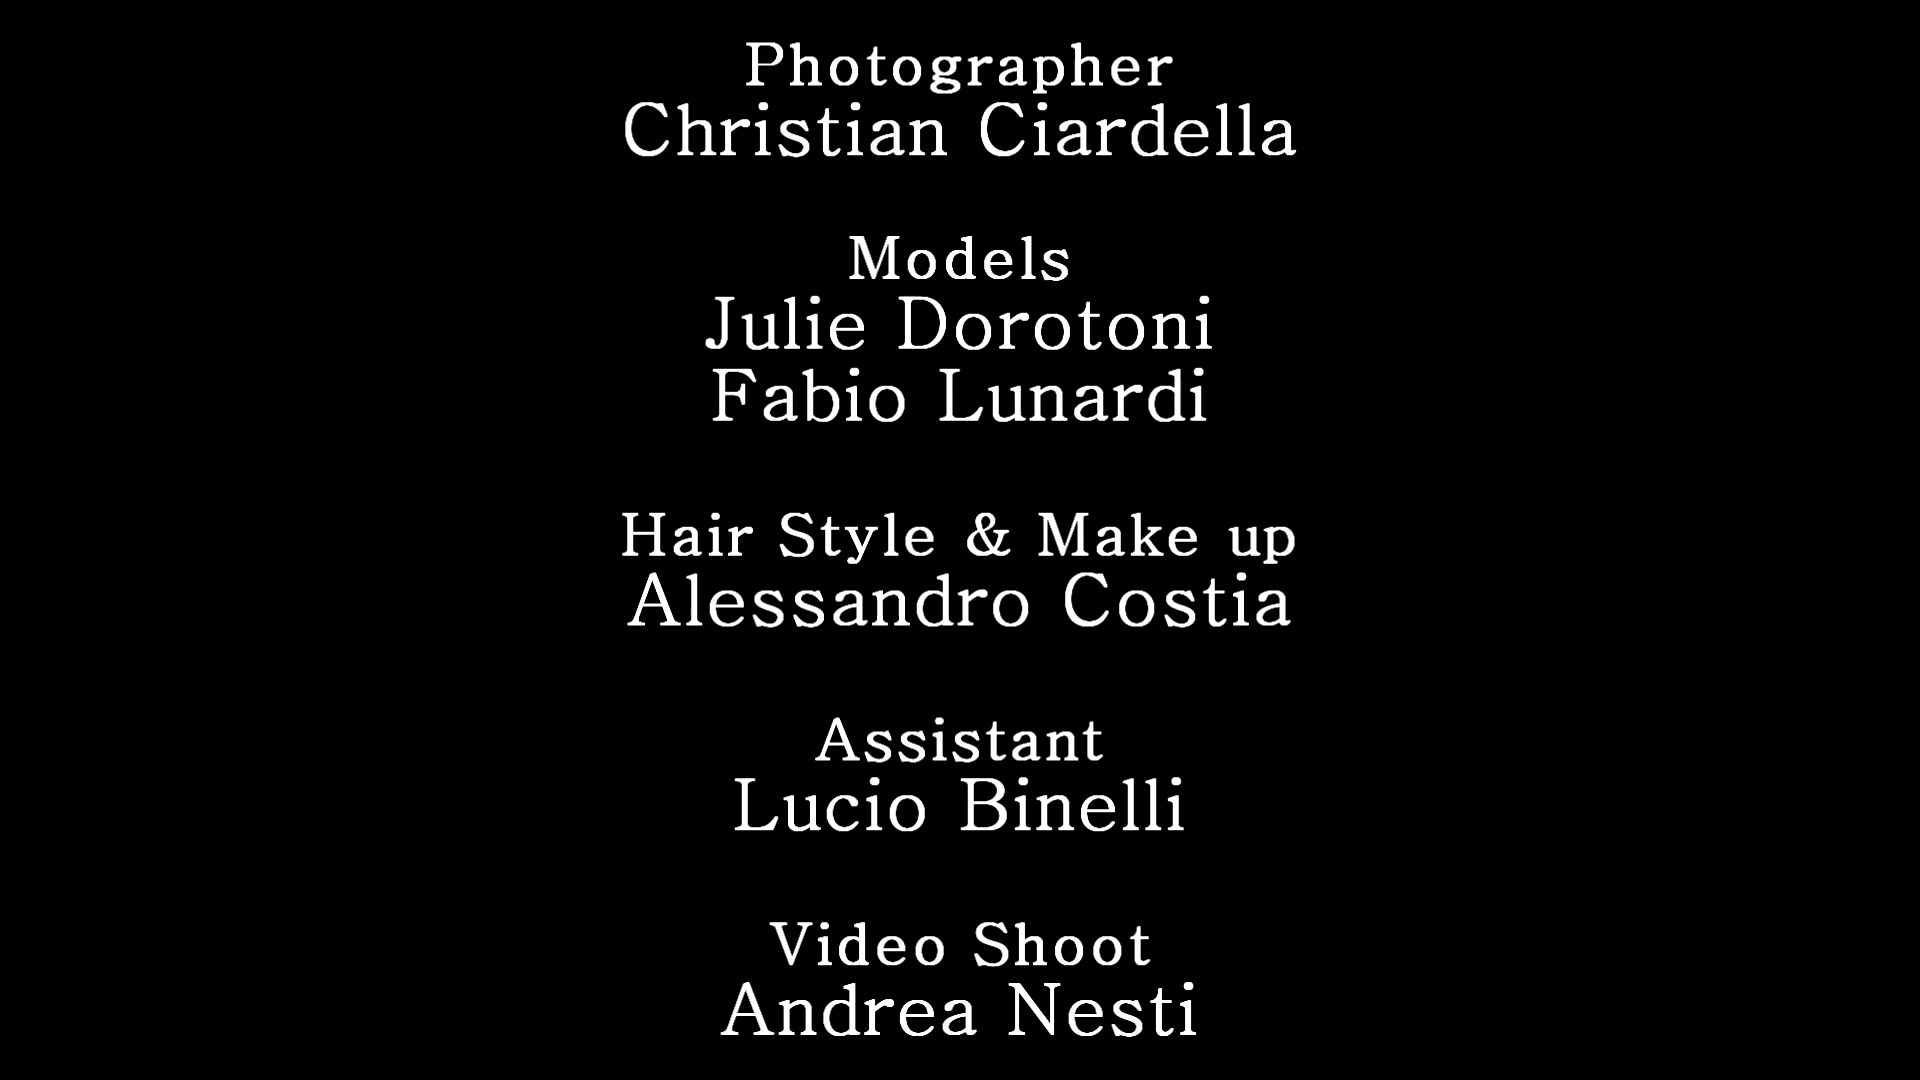 Photographer
Christian Ciardella
Models
Julie Dorotoni
Fabio Lunardi
Hair Style & Make up
Alessandro Costia
Assistant
Lucio Binelli
Video Shoot
Andrea Nesti